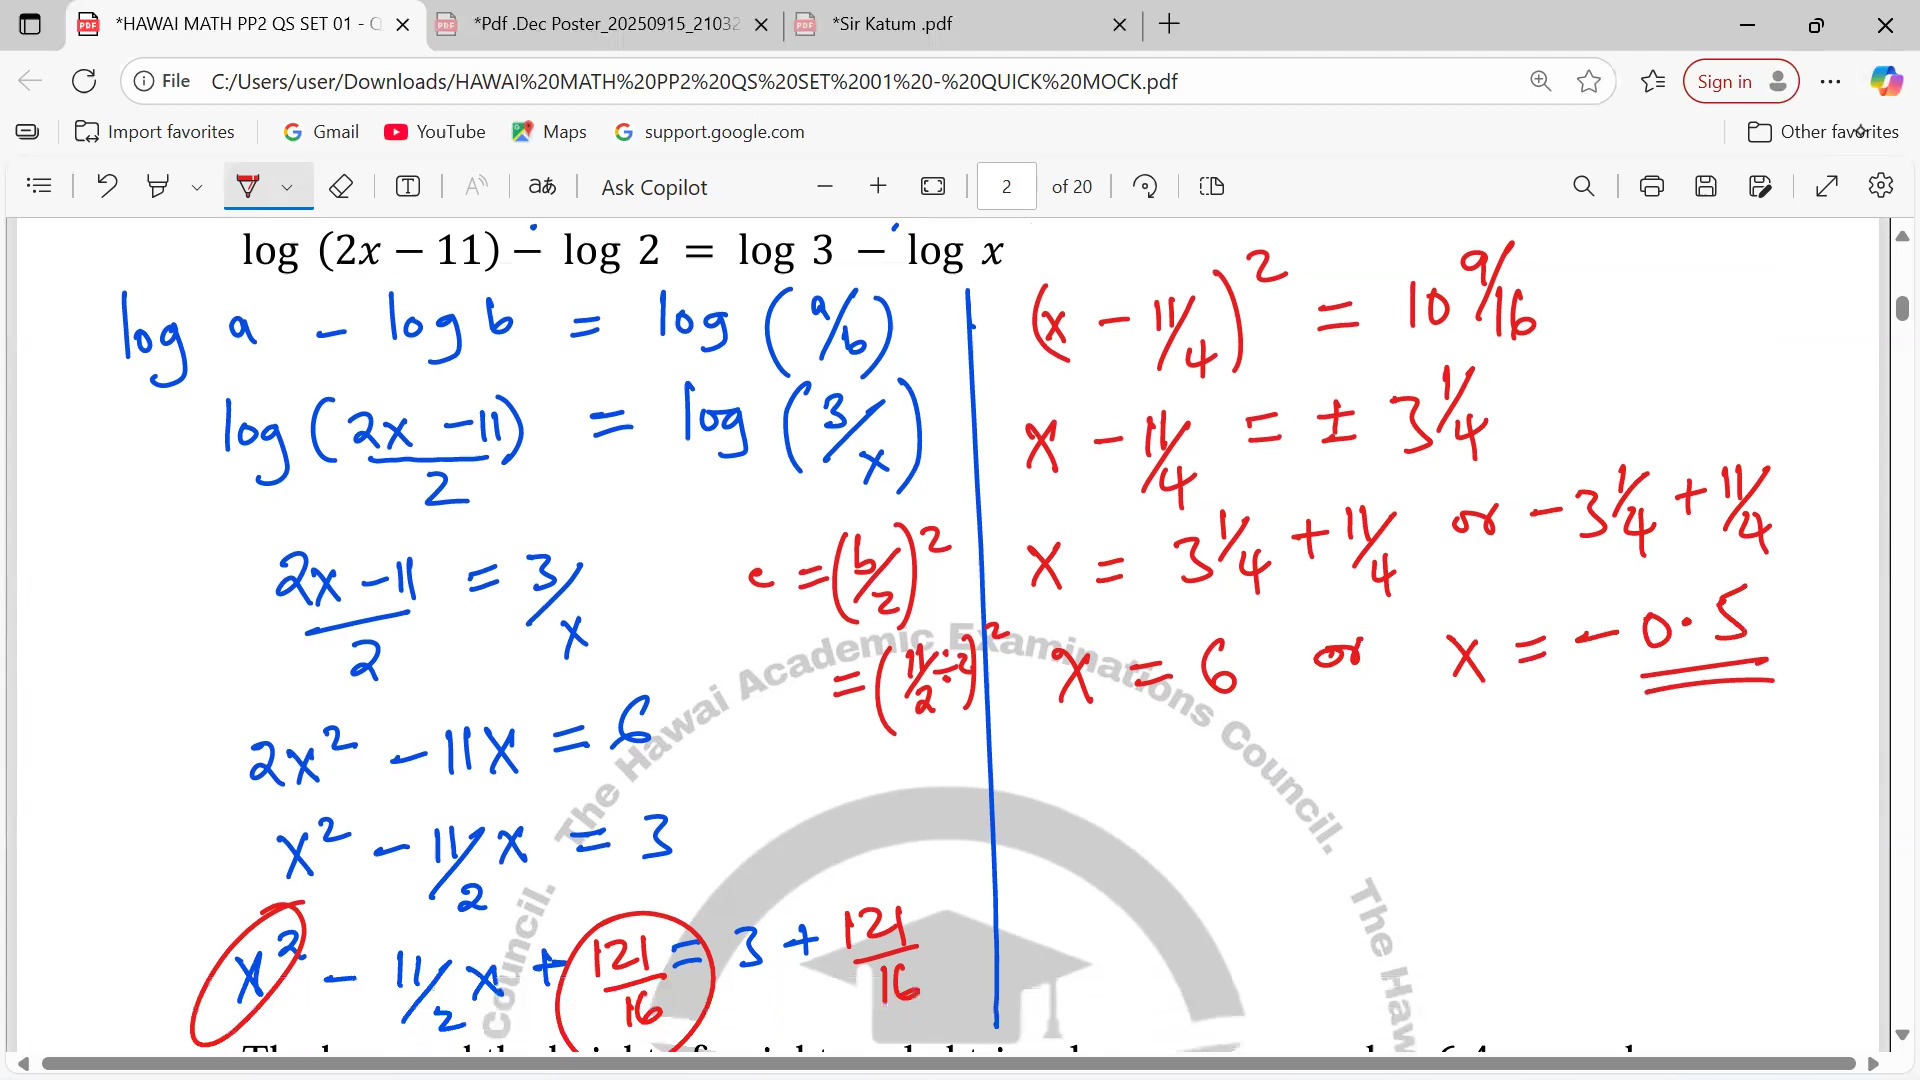 *HAWAI MATH PP2 QS SET 01 - Q
*Pdf .Dec Poster_20250915_21032
*Sir Katum .pdf
File
C:/Users/user/Downloads/HAWAI%20MATH%20PP2%20QS%20SET%2001%20-%20QUICK%20MOCK.pdf
Sign in
Import favorites
Gmail
YouTube
Maps
support.google.com
Other favorites
Ask Copilot
2 of 20
log (2x − 11) − log 2 = log 3 − log x
log a - log b = log (a/b)
log (2x - 11)/2 = log (3/x)
(2x - 11)/2 = 3/x
2x² - 11x = 6
x² - 11/2 x = 3
x² - 11/2 x + 121/16 = 3 + 121/16
c = (b/2)²
= (11/2 ÷ 2)²
(x - 11/4)² = 10 9/16
x - 11/4 = ± 3 1/4
x = 3 1/4 + 11/4 or - 3 1/4 + 11/4
x = 6 or x = - 0.5
The Hawai Academic Examinations Council.
Council.
The Haw